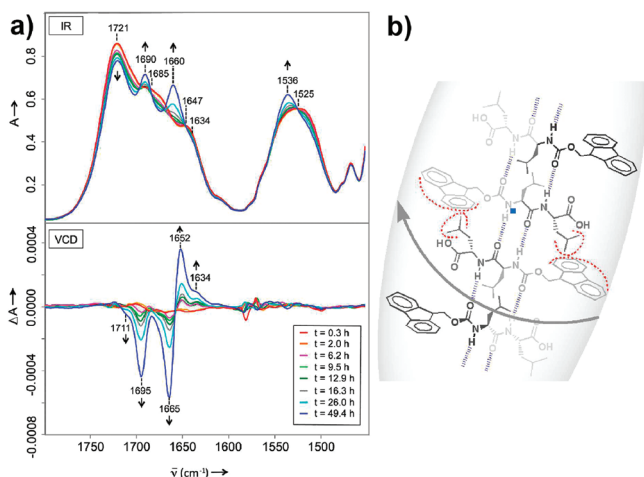 a)
IR
1721
1690
1685
1660
1647
1634
1536
1525
A→
0.8
0.6
0.4
0.2
VCD
0.0004
0.0000
-0.0004
-0.0008
ΔA→
1652
1634
1711
1695
1665
t = 0.3 h
t = 2.0 h
t = 6.2 h
t = 9.5 h
t = 12.9 h
t = 16.3 h
t = 26.0 h
t = 49.4 h
1750 1700 1650 1600 1550 1500
ν̃ (cm⁻¹)→
b)